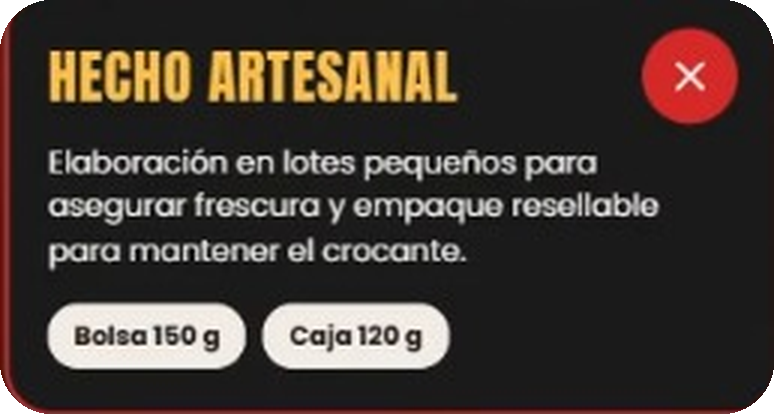 HECHO ARTESANAL
Elaboración en lotes pequeños para
asegurar frescura y empaque resellable
para mantener el crocante.
Bolsa 150 g
Caja 120 g